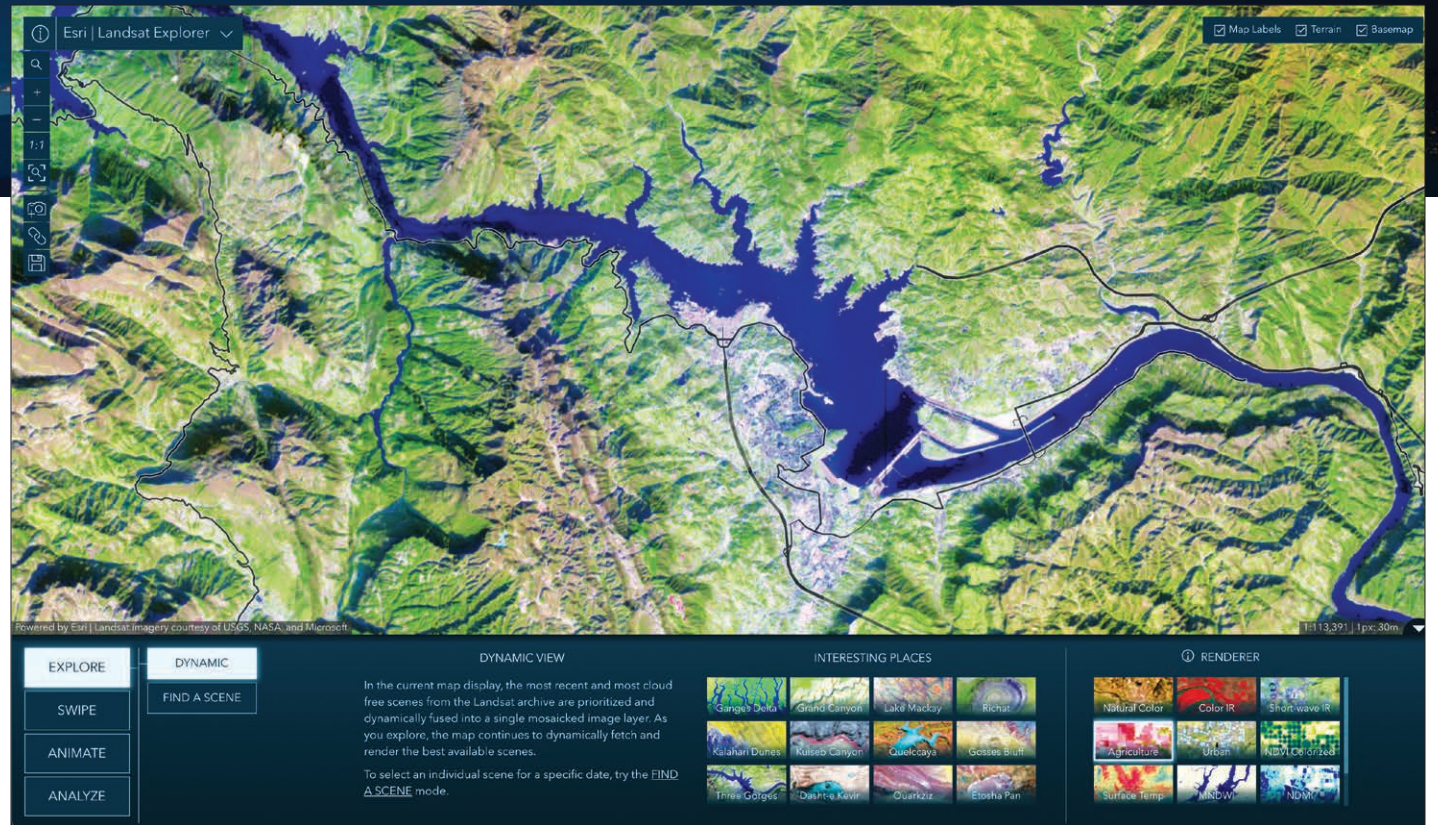 Esri | Landsat Explorer
Map Labels Terrain Basemap
1:1
Powered by Esri | Landsat imagery courtesy of USGS, NASA, and Microsoft
1:113,391 | 1px: 30m
EXPLORE
SWIPE
ANIMATE
ANALYZE
DYNAMIC
FIND A SCENE
DYNAMIC VIEW
In the current map display, the most recent and most cloud
free scenes from the Landsat archive are prioritized and
dynamically fused into a single mosaicked image layer. As
you explore, the map continues to dynamically fetch and
render the best available scenes.
To select an individual scene for a specific date, try the FIND
A SCENE mode.
INTERESTING PLACES
Ganges Delta Grand Canyon Lake Mackay Richat
Kalahari Dunes Kuiseb Canyon Quelccaya Gosses Bluff
Three Gorges Dasht-e Kevir Ouarkziz Etosha Pan
RENDERER
Natural Color Color IR Short-wave IR
Agriculture Urban NDVI Colorized
Surface Temp MNDWI NDMI